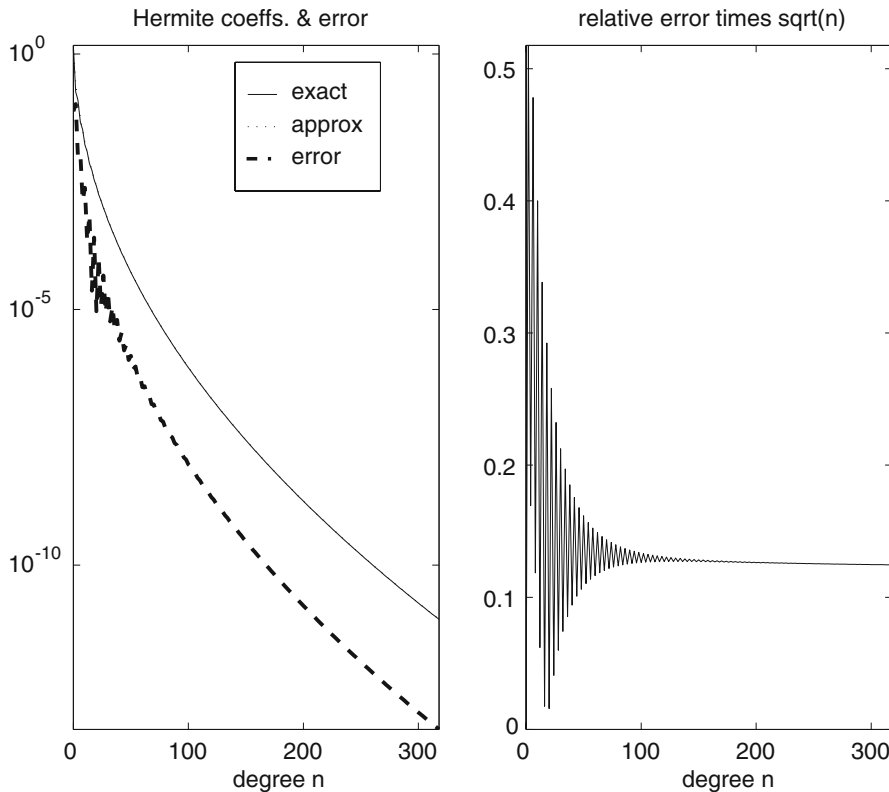 Hermite coeffs. & error
10^0
10^-5
10^-10
exact
approx
error
0 100 200 300
degree n
relative error times sqrt(n)
0.5
0.4
0.3
0.2
0.1
0
0 100 200 300
degree n